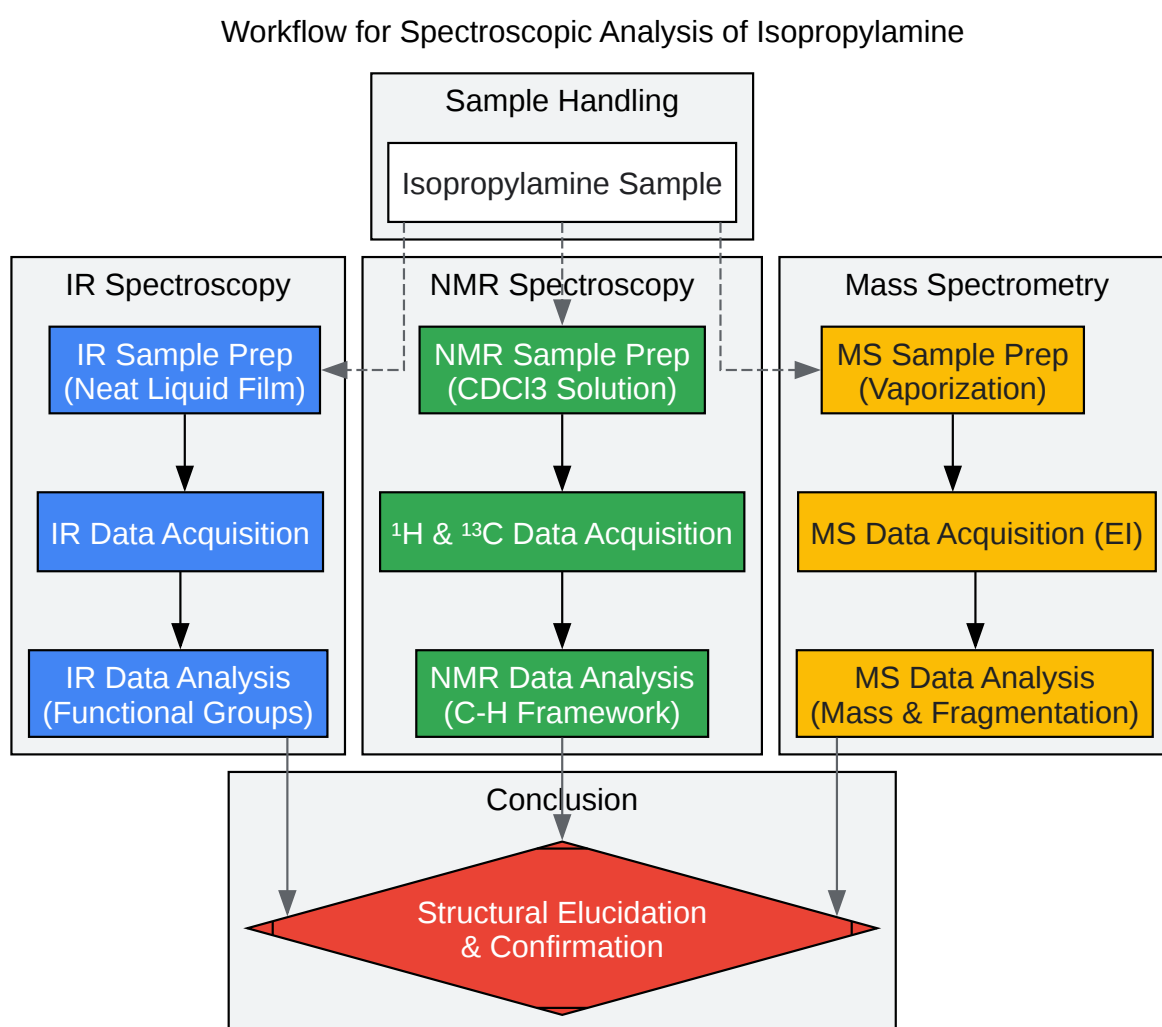 Workflow for Spectroscopic Analysis of Isopropylamine
Sample Handling
Isopropylamine Sample
IR Spectroscopy
IR Sample Prep
(Neat Liquid Film)
IR Data Acquisition
IR Data Analysis
(Functional Groups)
NMR Spectroscopy
NMR Sample Prep
(CDCl3 Solution)
¹H & ¹³C Data Acquisition
NMR Data Analysis
(C-H Framework)
Mass Spectrometry
MS Sample Prep
(Vaporization)
MS Data Acquisition (EI)
MS Data Analysis
(Mass & Fragmentation)
Conclusion
Structural Elucidation
& Confirmation